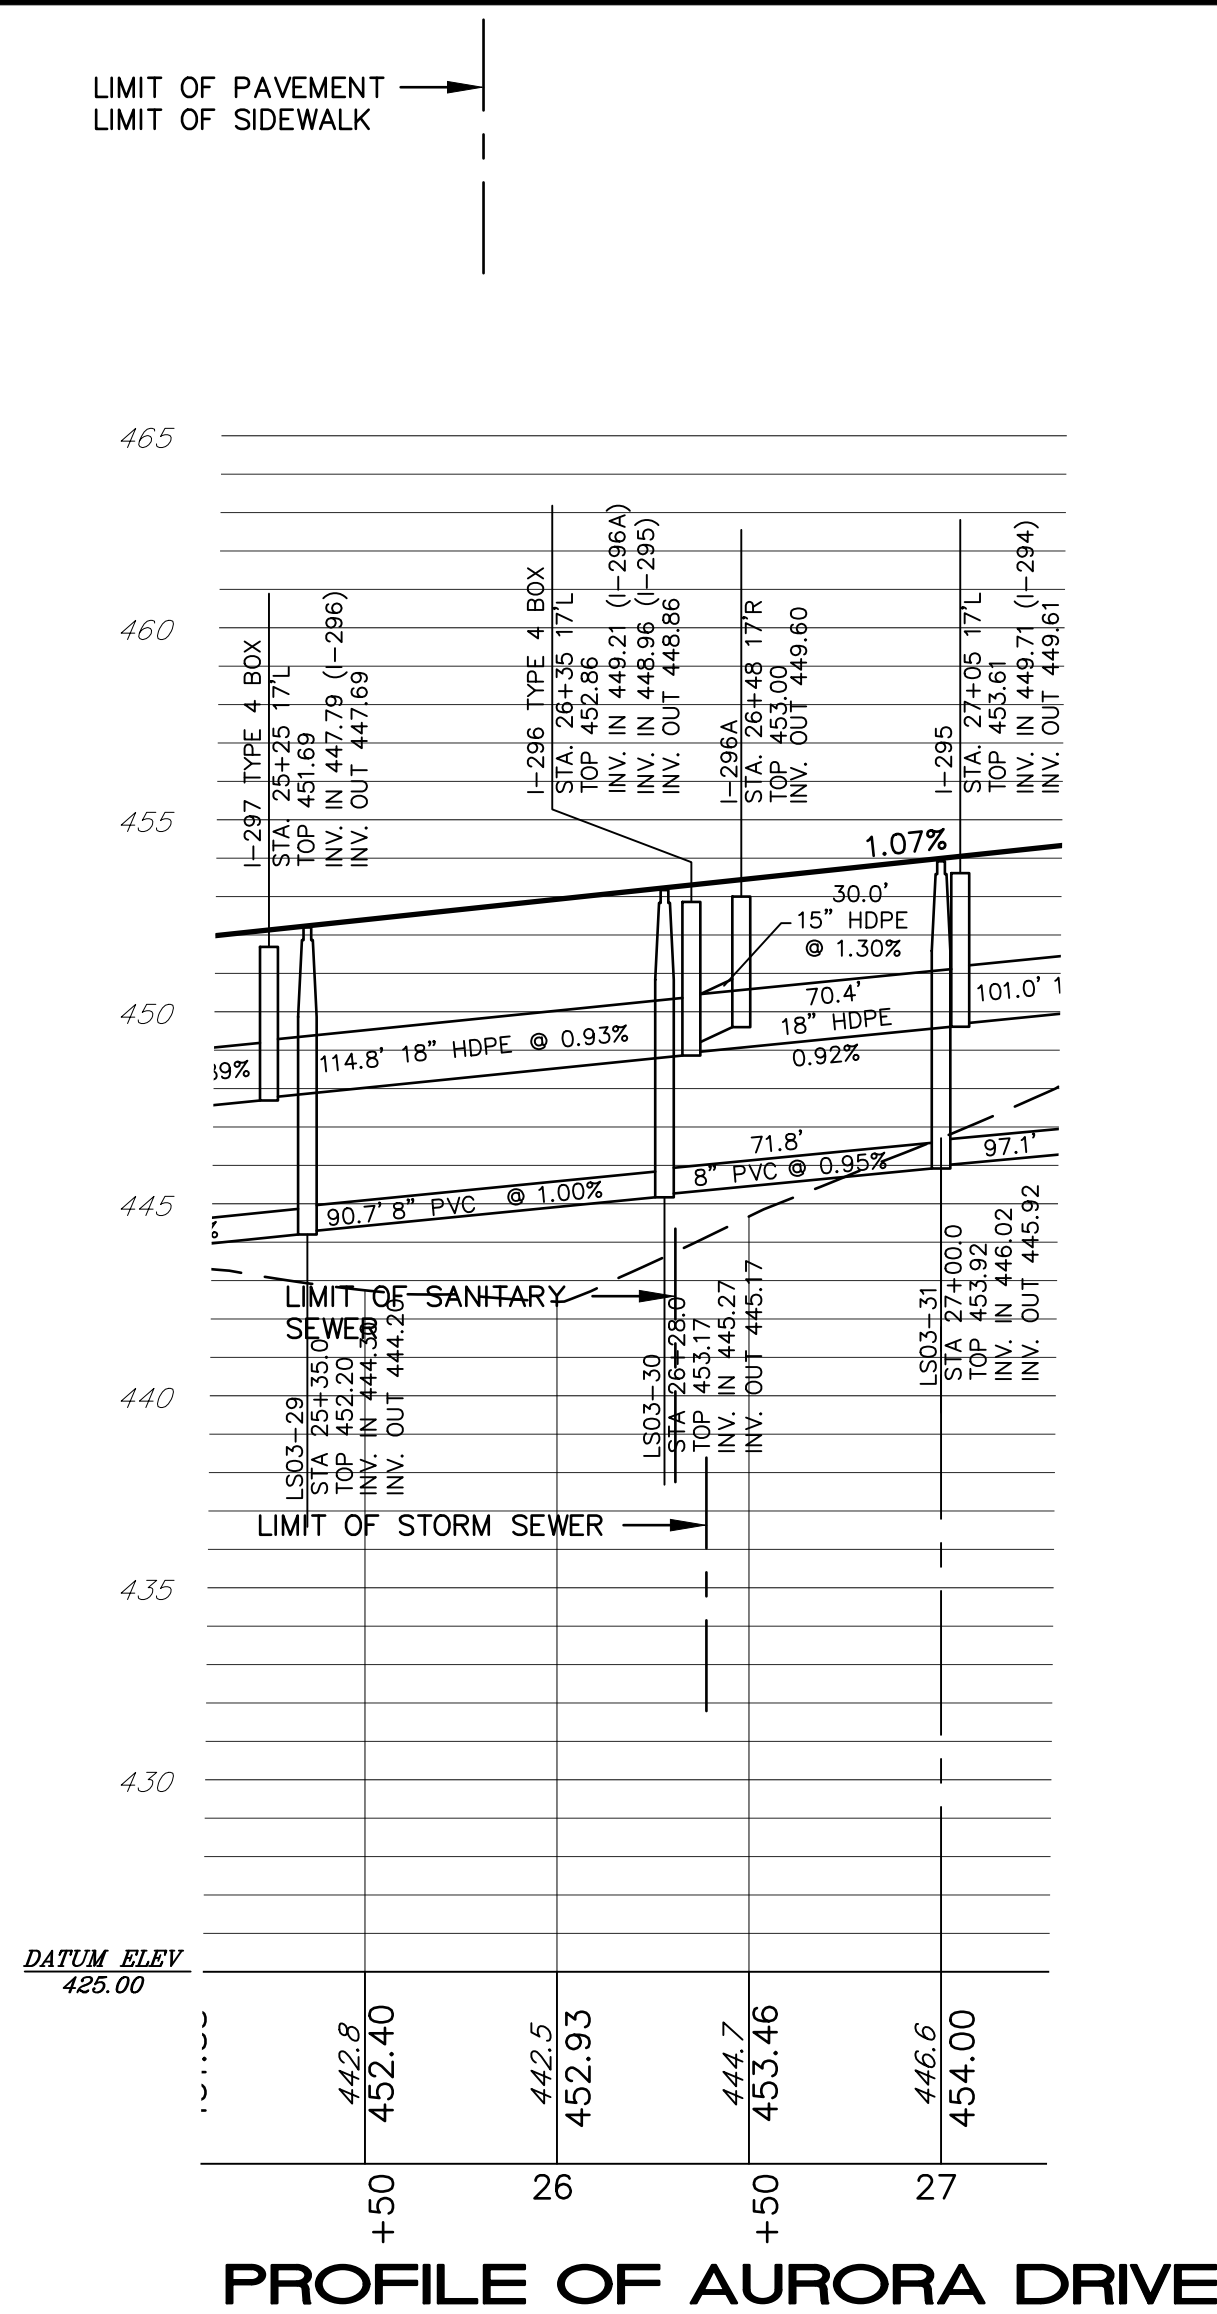 LIMIT OF PAVEMENT
LIMIT OF SIDEWALK
465
460
455
450
445
440
435
430
I-297 TYPE 4 BOX
STA. 25+25 17'L
TOP 451.69
INV. IN 447.79 (I-296)
INV. OUT 447.69
I-296 TYPE 4 BOX
STA. 26+35 17'L
TOP 452.86
INV. IN 449.21 (I-296A)
INV. IN 448.96 (I-295)
INV. OUT 448.86
I-296A
STA. 26+48 17'R
TOP 453.00
INV. OUT 449.60
I-295
STA. 27+05 17'L
TOP 453.61
INV. IN 449.71 (I-294)
INV. OUT 449.61
1.07%
30.0'
15" HDPE
@ 1.30%
70.4'
18" HDPE
0.92%
101.0' 1
39%
114.8' 18" HDPE @ 0.93%
71.8'
8" PVC @ 0.95%
97.1'
%
90.7' 8" PVC @ 1.00%
LIMIT OF SANITARY
SEWER
LS03-29
STA 25+35.0
TOP 452.20
INV. IN 444.30
INV. OUT 444.20
LS03-30
STA 26+28.0
TOP 453.17
INV. IN 445.27
INV. OUT 445.17
LS03-31
STA 27+00.0
TOP 453.92
INV. IN 446.02
INV. OUT 445.92
LIMIT OF STORM SEWER
DATUM ELEV
425.00
442.8
452.40
442.5
452.93
444.7
453.46
446.6
454.00
+50
26
+50
27
PROFILE OF AURORA DRIVE